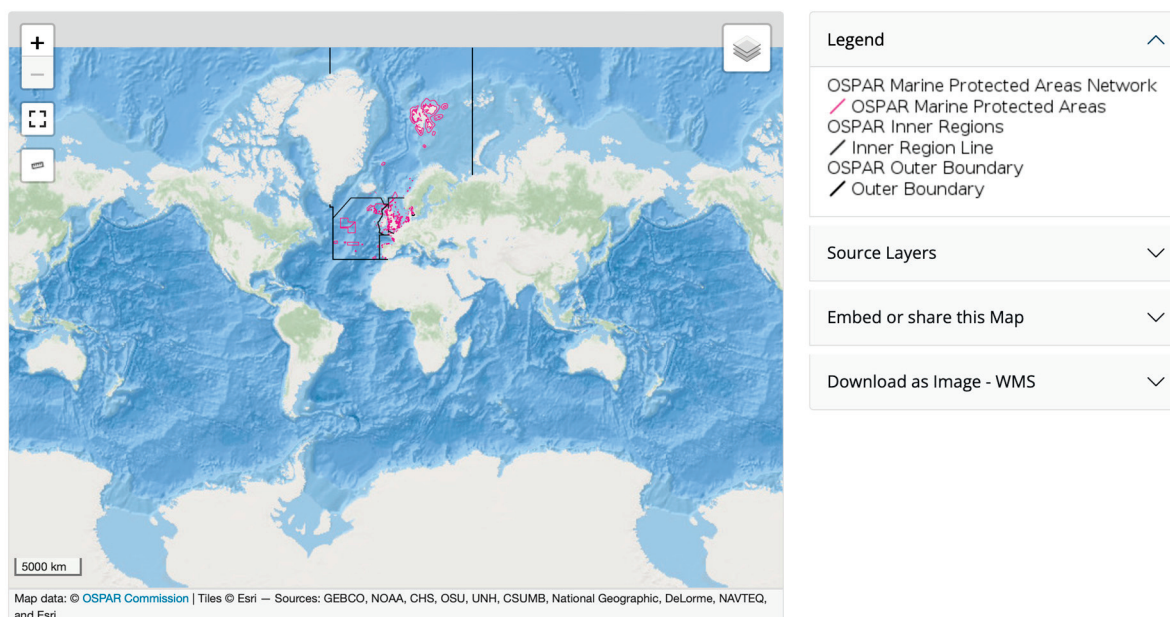 +
−
5000 km
Map data: © OSPAR Commission | Tiles © Esri — Sources: GEBCO, NOAA, CHS, OSU, UNH, CSUMB, National Geographic, DeLorme, NAVTEQ,
and Esri
Legend
OSPAR Marine Protected Areas Network
OSPAR Marine Protected Areas
OSPAR Inner Regions
Inner Region Line
OSPAR Outer Boundary
Outer Boundary
Source Layers
Embed or share this Map
Download as Image - WMS